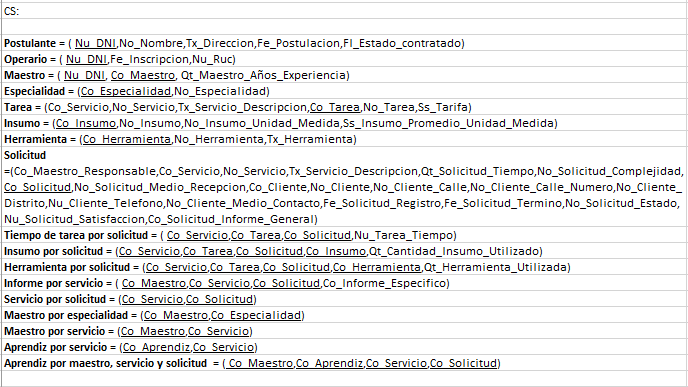 CS:
Postulante = ( Nu_DNI,No_Nombre,Tx_Direccion,Fe_Postulacion,Fl_Estado_contratado)
Operario = ( Nu_DNI,Fe_Inscripcion,Nu_Ruc)
Maestro = ( Nu_DNI, Co_Maestro, Qt_Maestro_Años_Experiencia)
Especialidad = (Co_Especialidad,No_Especialidad)
Tarea = (Co_Servicio,No_Servicio,Tx_Servicio_Descripcion,Co_Tarea,No_Tarea,Ss_Tarifa)
Insumo = (Co_Insumo,No_Insumo,No_Insumo_Unidad_Medida,Ss_Insumo_Promedio_Unidad_Medida)
Herramienta = (Co_Herramienta,No_Herramienta,Tx_Herramienta)
Solicitud
=(Co_Maestro_Responsable,Co_Servicio,No_Servicio,Tx_Servicio_Descripcion,Qt_Solicitud_Tiempo,No_Solicitud_Complejidad,
Co_Solicitud,No_Solicitud_Medio_Recepcion,Co_Cliente,No_Cliente,No_Cliente_Calle,No_Cliente_Calle_Numero,No_Cliente_
Distrito,Nu_Cliente_Telefono,No_Cliente_Medio_Contacto,Fe_Solicitud_Registro,Fe_Solicitud_Termino,No_Solicitud_Estado,
Nu_Solicitud_Satisfaccion,Co_Solicitud_Informe_General)
Tiempo de tarea por solicitud = ( Co_Servicio,Co_Tarea,Co_Solicitud,Nu_Tarea_Tiempo)
Insumo por solicitud = (Co_Servicio,Co_Tarea,Co_Solicitud,Co_Insumo,Qt_Cantidad_Insumo_Utilizado)
Herramienta por solicitud = (Co_Servicio,Co_Tarea,Co_Solicitud,Co_Herramienta,Qt_Herramienta_Utilizada)
Informe por servicio = ( Co_Maestro,Co_Servicio,Co_Solicitud,Co_Informe_Especifico)
Servicio por solicitud = (Co_Servicio,Co_Solicitud)
Maestro por especialidad = (Co_Maestro,Co_Especialidad)
Maestro por servicio = (Co_Maestro,Co_Servicio)
Aprendiz por servicio = (Co_Aprendiz,Co_Servicio)
Aprendiz por maestro, servicio y solicitud = ( Co_Maestro,Co_Aprendiz,Co_Servicio,Co_Solicitud)